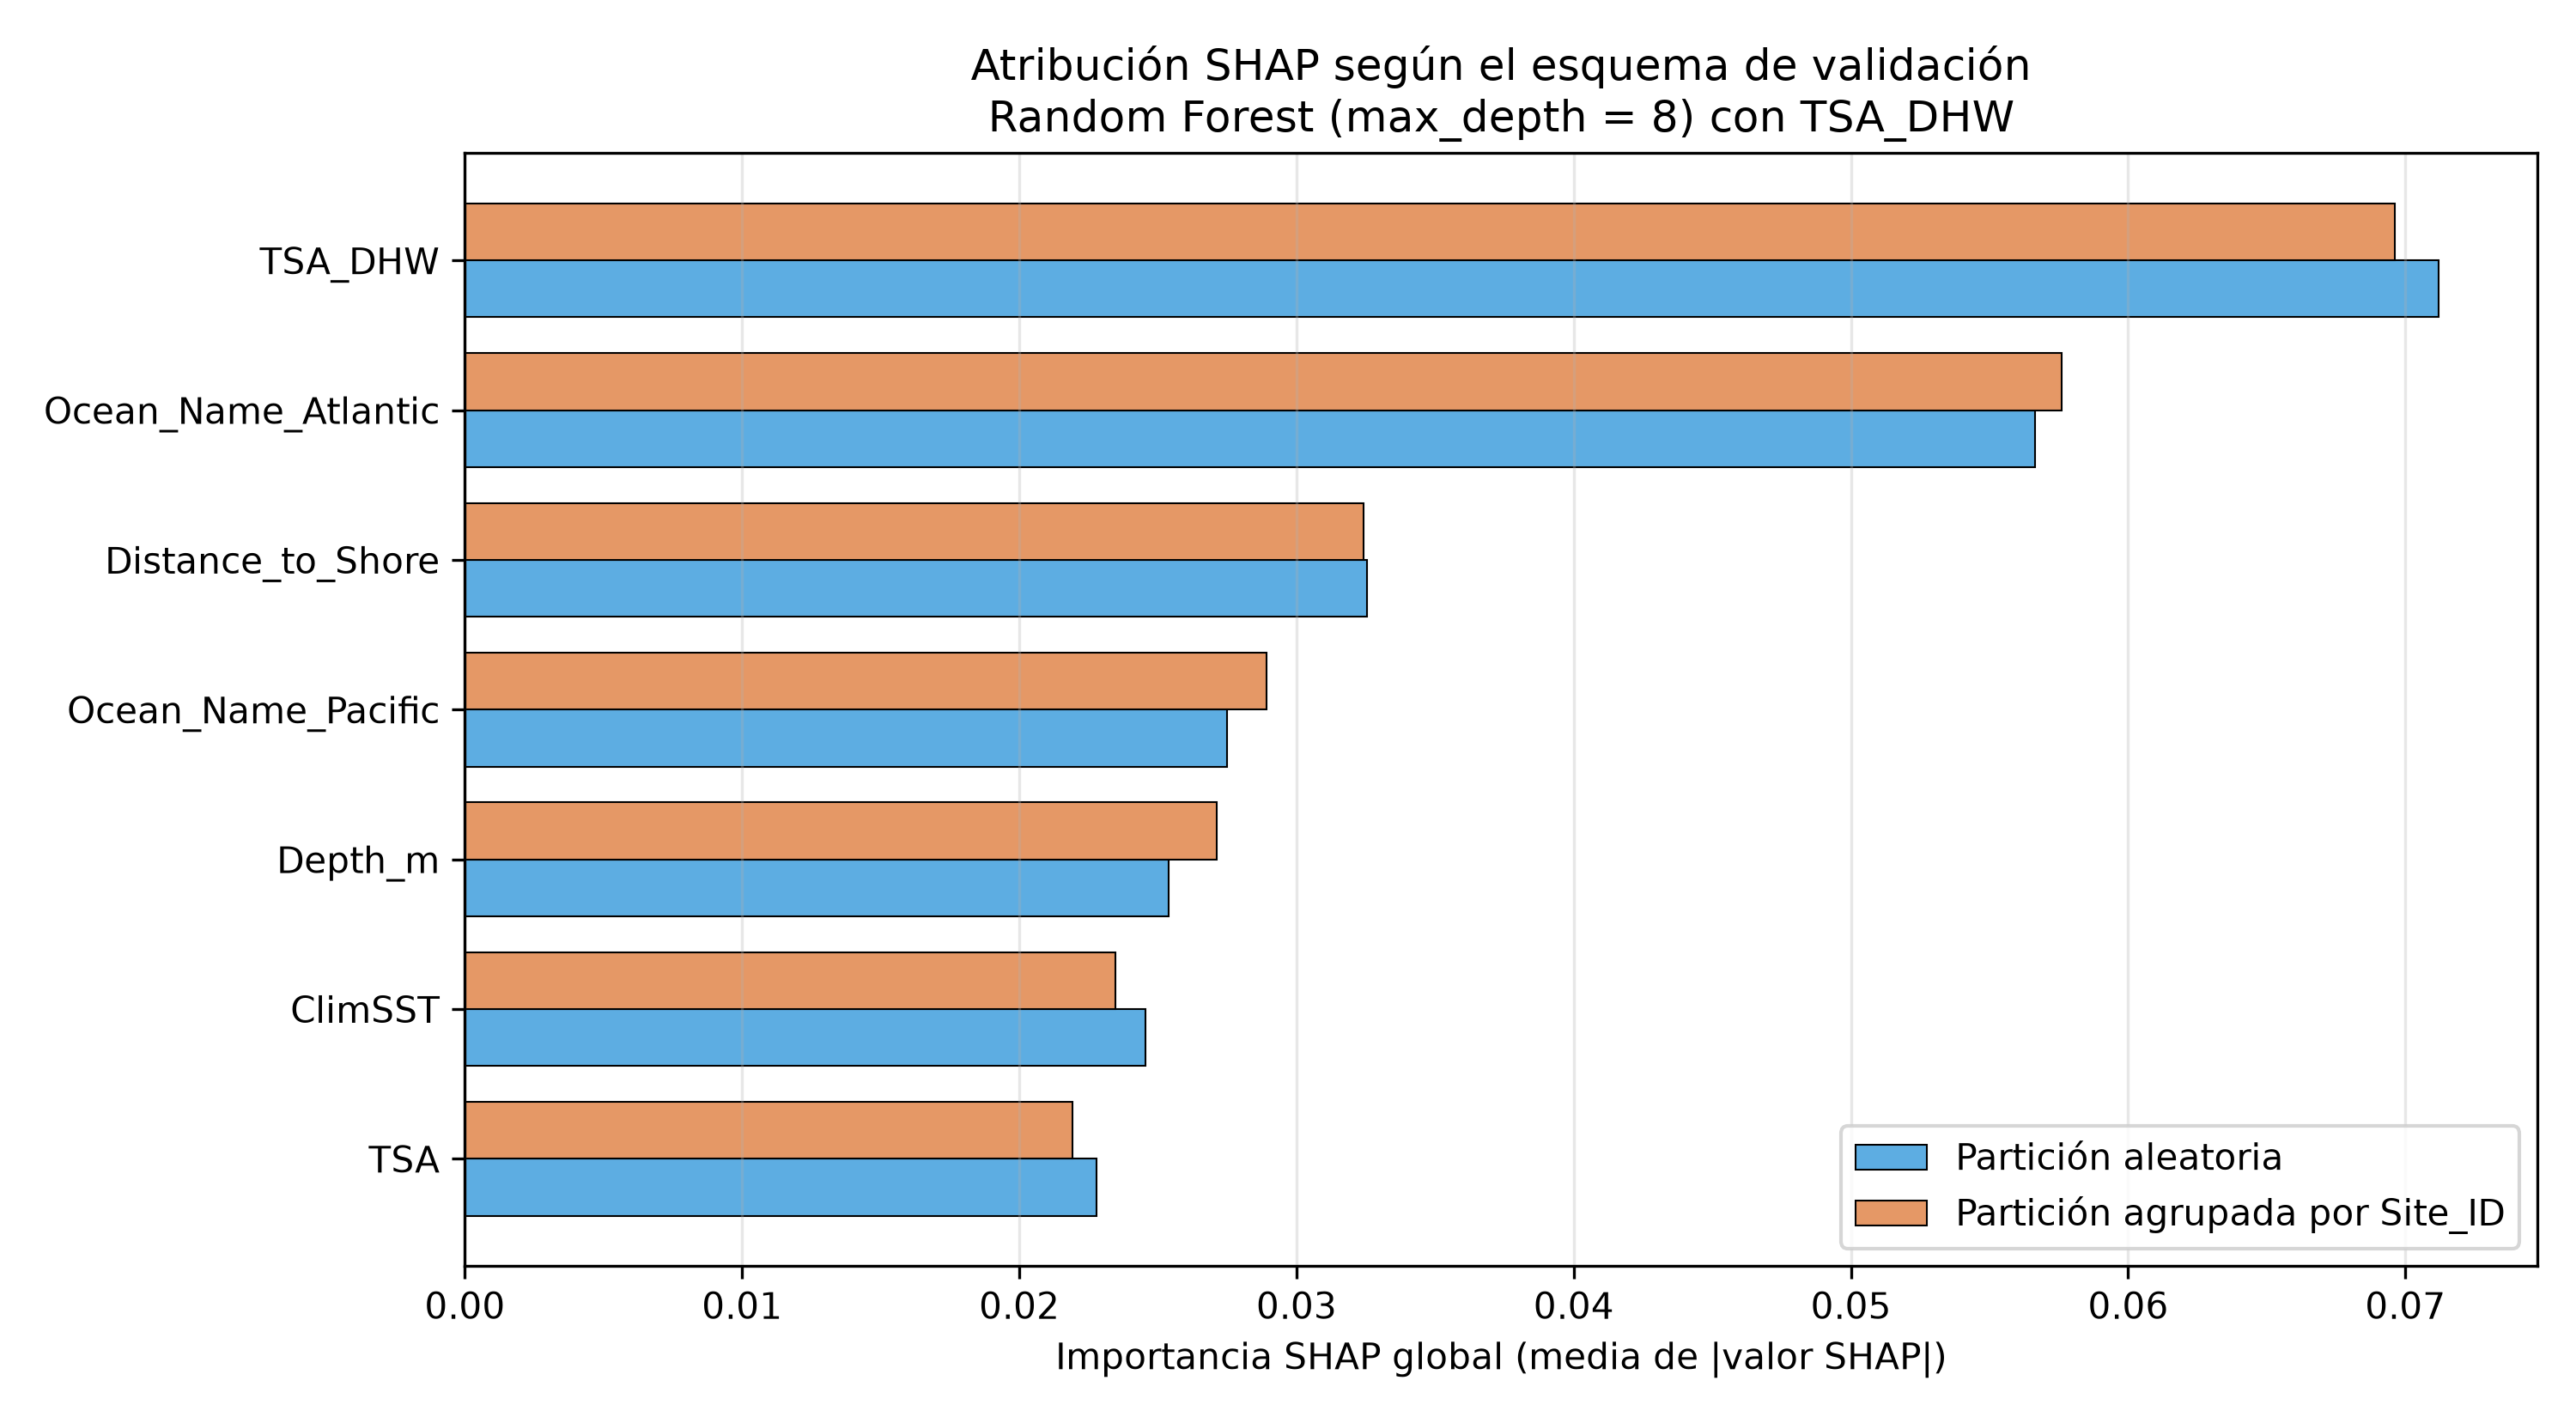 Atribución SHAP según el esquema de validación
Random Forest (max_depth = 8) con TSA_DHW
TSA_DHW
Ocean_Name_Atlantic
Distance_to_Shore
Ocean_Name_Pacific
Depth_m
ClimSST
TSA
Partición aleatoria
Partición agrupada por Site_ID
0.00 0.01 0.02 0.03 0.04 0.05 0.06 0.07
Importancia SHAP global (media de |valor SHAP|)